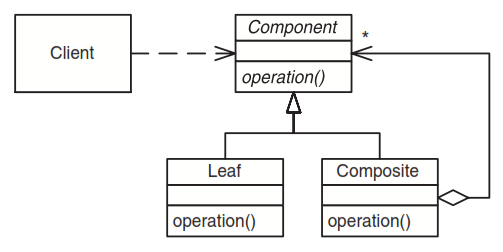 Client
Component
*
operation()
Leaf
Composite
operation()
operation()